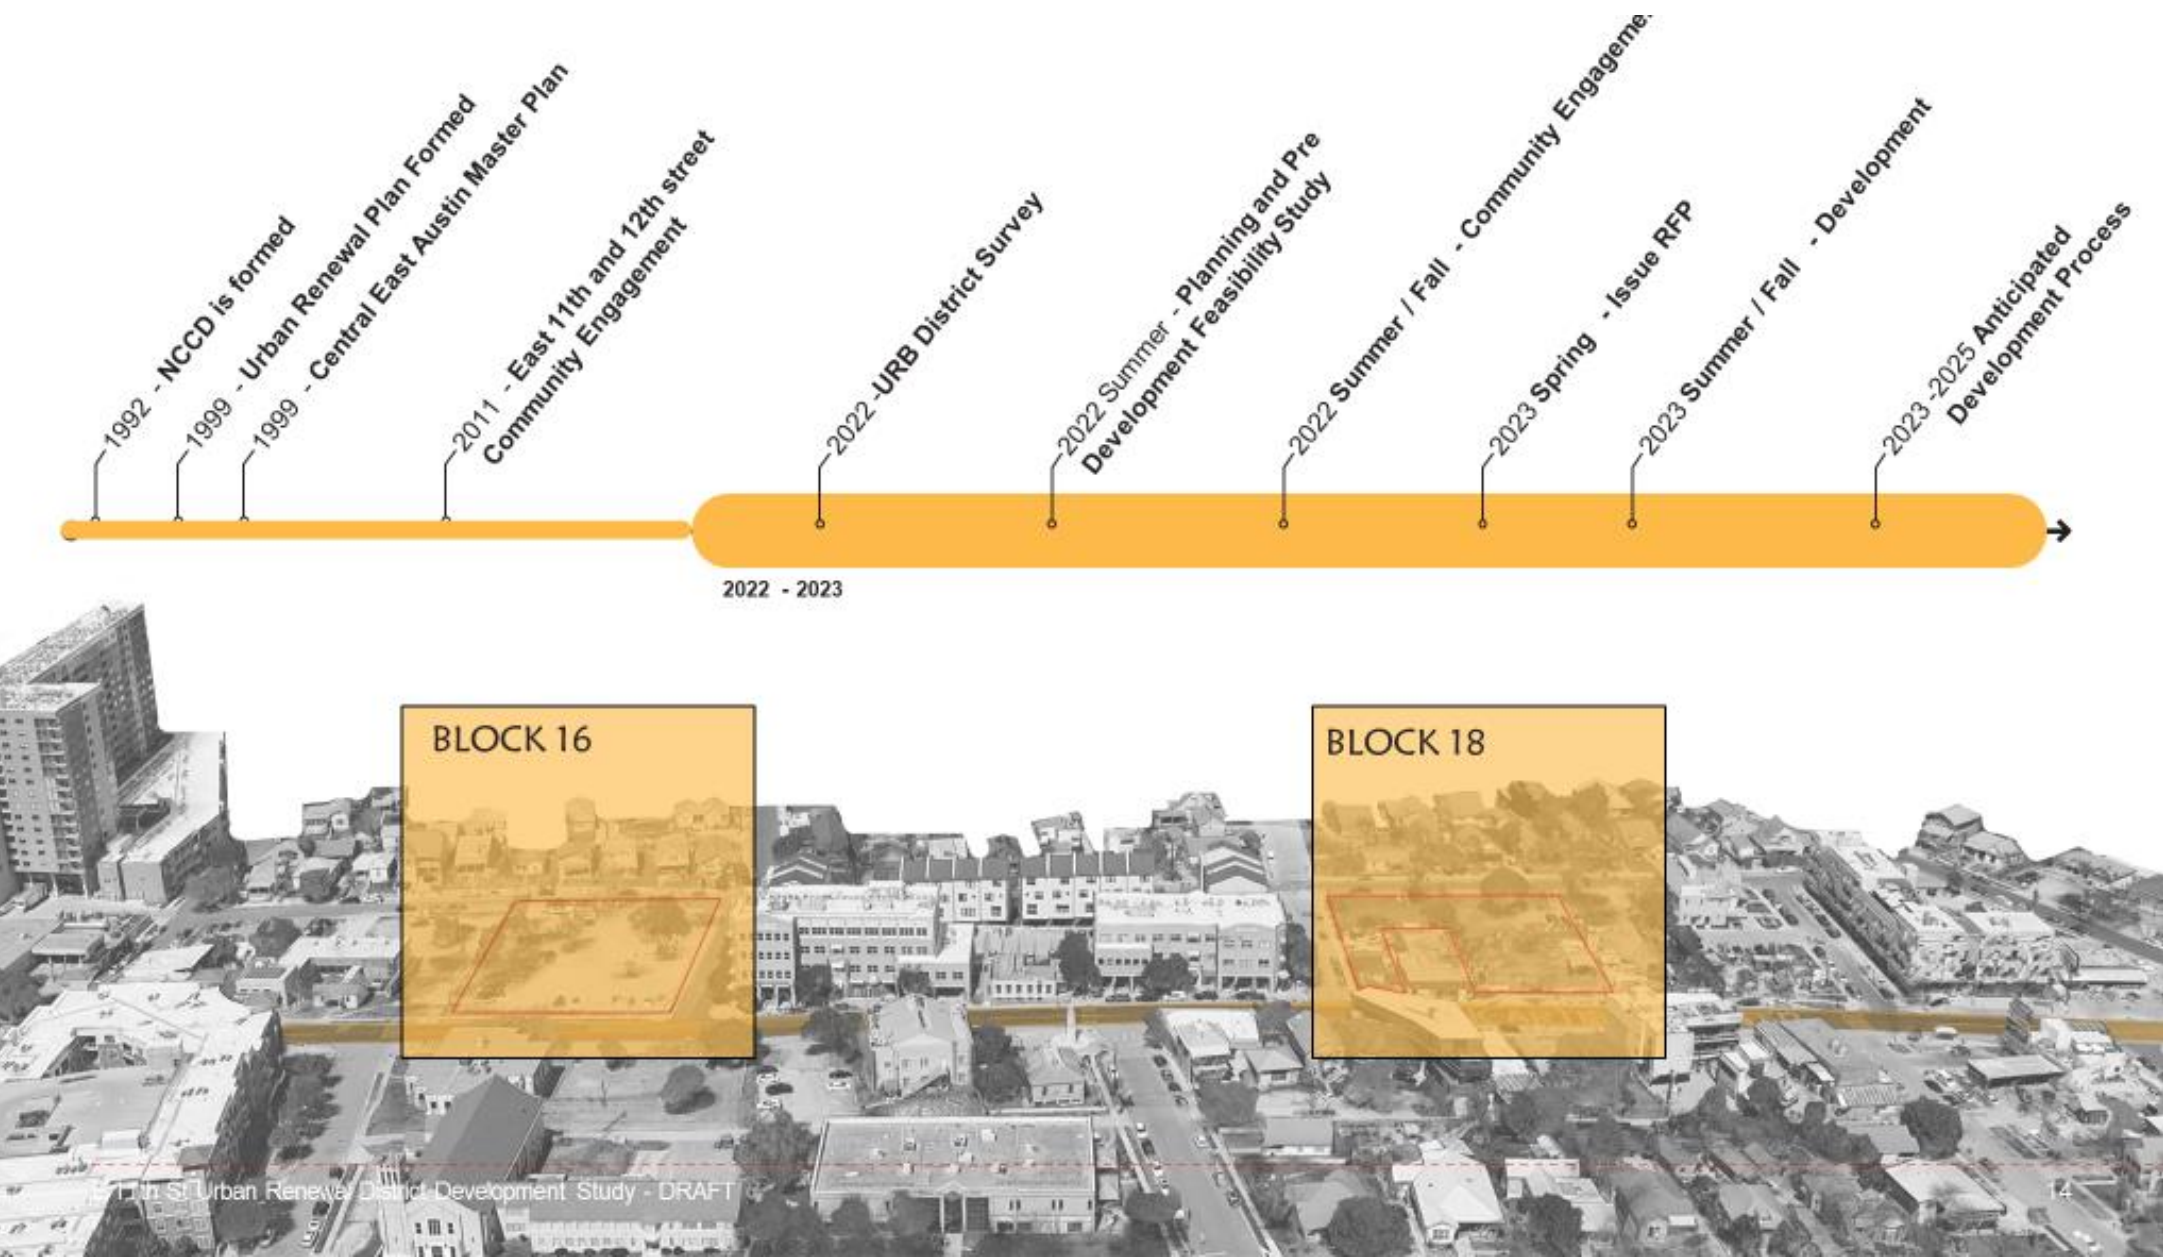 1992 - NCCD is formed
1999 - Urban Renewal Plan Formed
1999 - Central East Austin Master Plan
2011 - East 11th and 12th street
Community Engagement
2022 -URB District Survey
2022 Summer - Planning and Pre
Development Feasibility Study
2022 Summer / Fall - Community
2023 Spring - Issue RFP
2023 Summer / Fall - Development
2023 -2025 Anticipated
Development Process
2022 - 2023
BLOCK 16
BLOCK 18
11th St Urban Renewal District Development Study - DRAFT
14